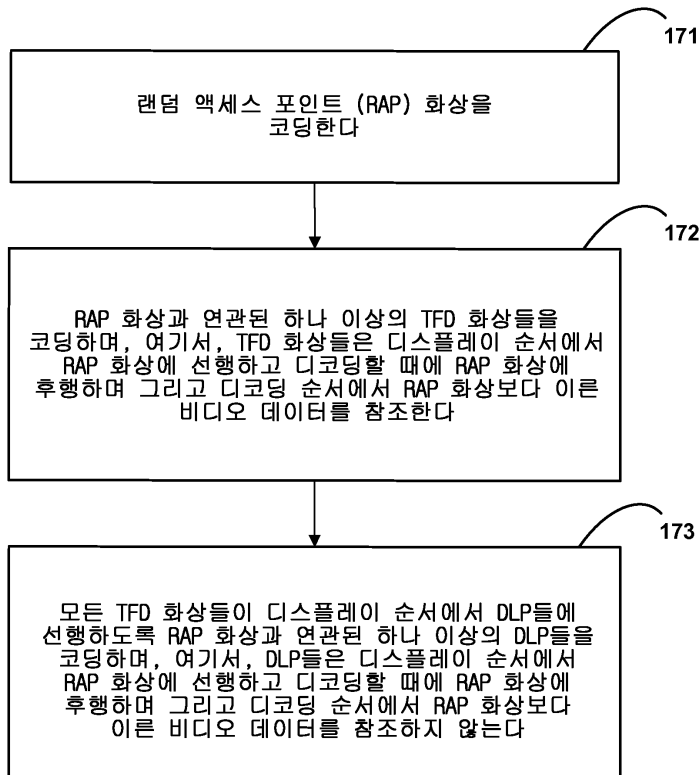 171
랜덤 액세스 포인트 (RAP) 화상을
코딩한다
172
RAP 화상과 연관된 하나 이상의 TFD 화상들을
코딩하며, 여기서, TFD 화상들은 디스플레이 순서에서
RAP 화상에 선행하고 디코딩할 때에 RAP 화상에
후행하며 그리고 디코딩 순서에서 RAP 화상보다 이른
비디오 데이터를 참조한다
173
모든 TFD 화상들이 디스플레이 순서에서 DLP들에
선행하도록 RAP 화상과 연관된 하나 이상의 DLP들을
코딩하며, 여기서, DLP들은 디스플레이 순서에서
RAP 화상에 선행하고 디코딩할 때에 RAP 화상에
후행하며 그리고 디코딩 순서에서 RAP 화상보다
이른 비디오 데이터를 참조하지 않는다